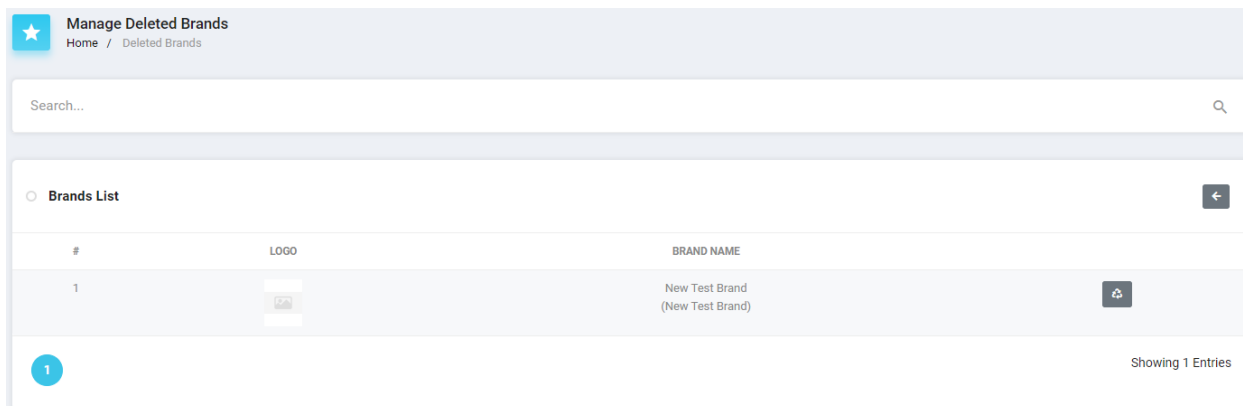 Manage Deleted Brands
Home / Deleted Brands
Search...
Brands List
# LOGO BRAND NAME
1 New Test Brand
(New Test Brand)
1 Showing 1 Entries